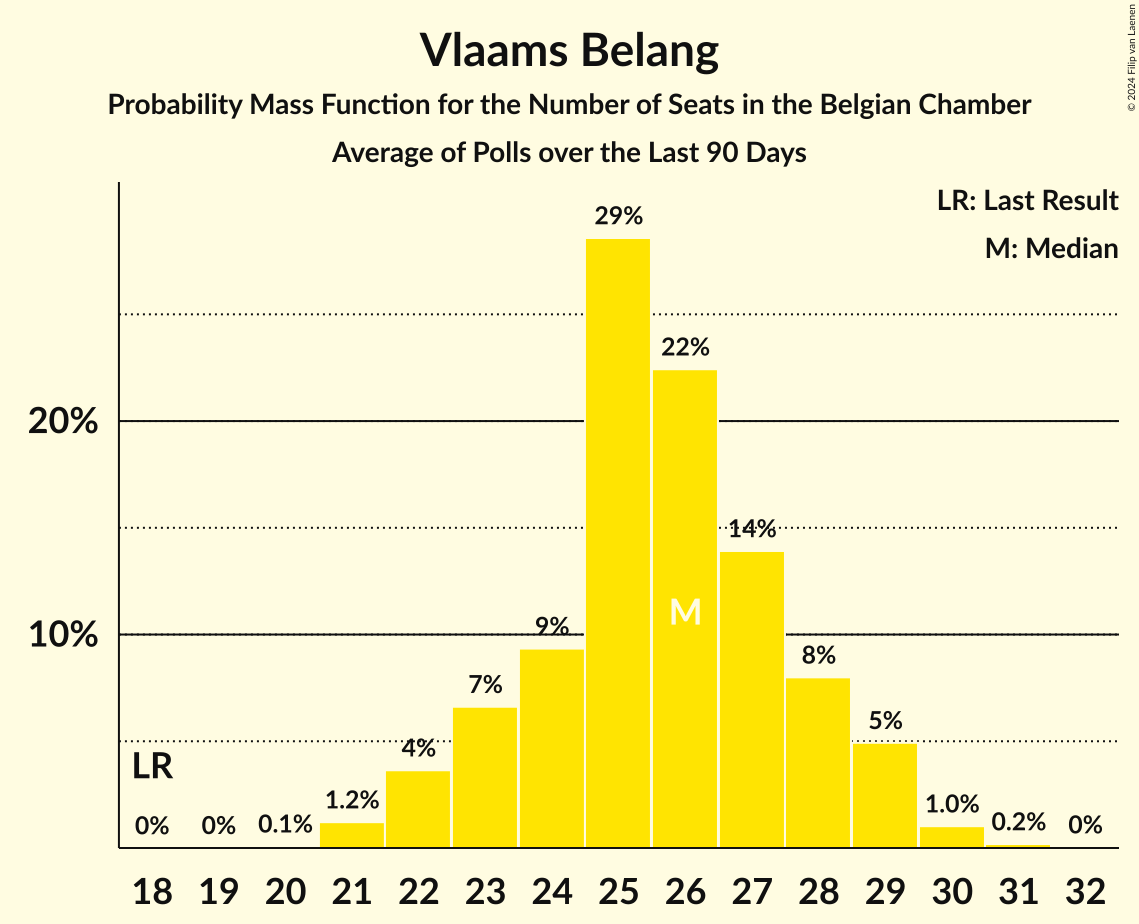 © 2024 Filip van Laenen
Vlaams Belang
Probability Mass Function for the Number of Seats in the Belgian Chamber
Average of Polls over the Last 90 Days
LR: Last Result
M: Median
29%
22%
20%
14%
M
10%
9%
8%
7%
5%
4%
LR
0%
0%
0.1%
1.2%
1.0%
0.2%
0%
18 19 20 21 22 23 24 25 26 27 28 29 30 31 32